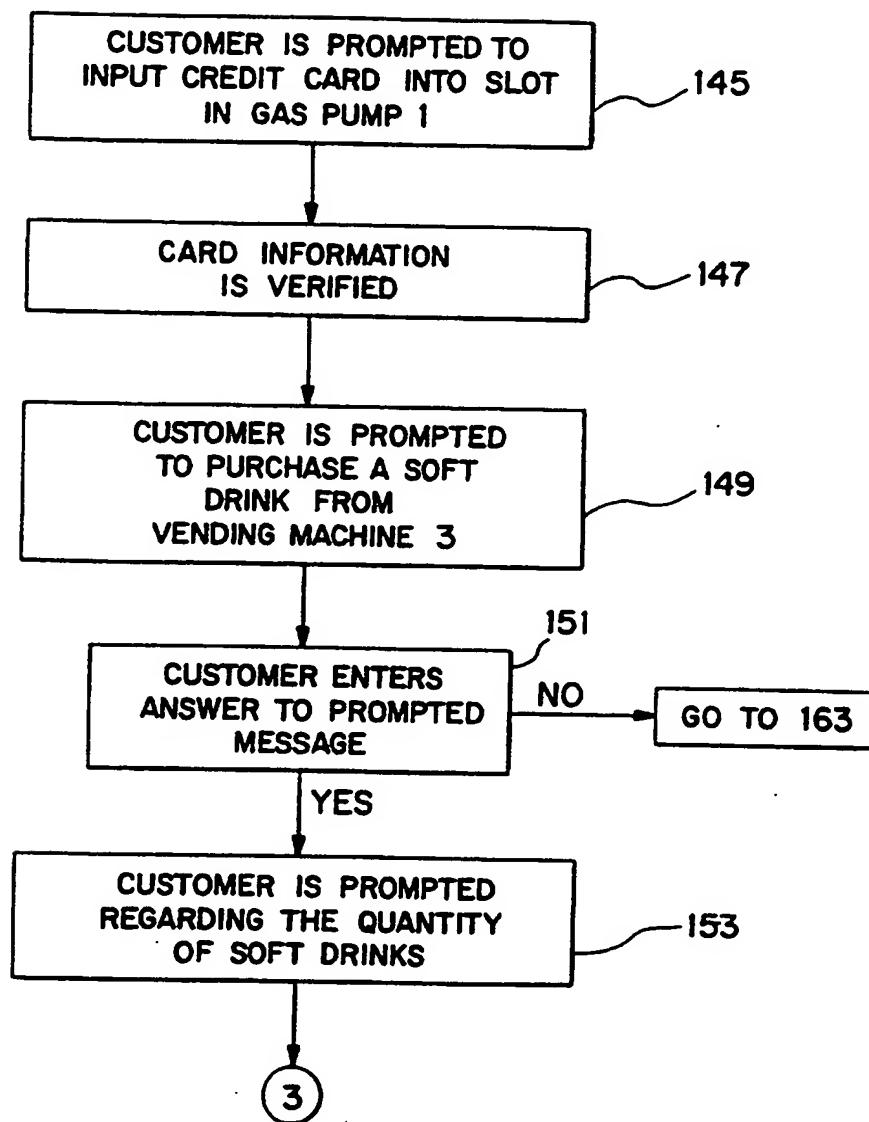 CUSTOMER IS PROMPTED TO
INPUT CREDIT CARD INTO SLOT
IN GAS PUMP 1
145
CARD INFORMATION
IS VERIFIED
147
CUSTOMER IS PROMPTED
TO PURCHASE A SOFT
DRINK FROM
VENDING MACHINE 3
149
151
CUSTOMER ENTERS
ANSWER TO PROMPTED
MESSAGE
NO
GO TO 163
YES
CUSTOMER IS PROMPTED
REGARDING THE QUANTITY
OF SOFT DRINKS
153
3